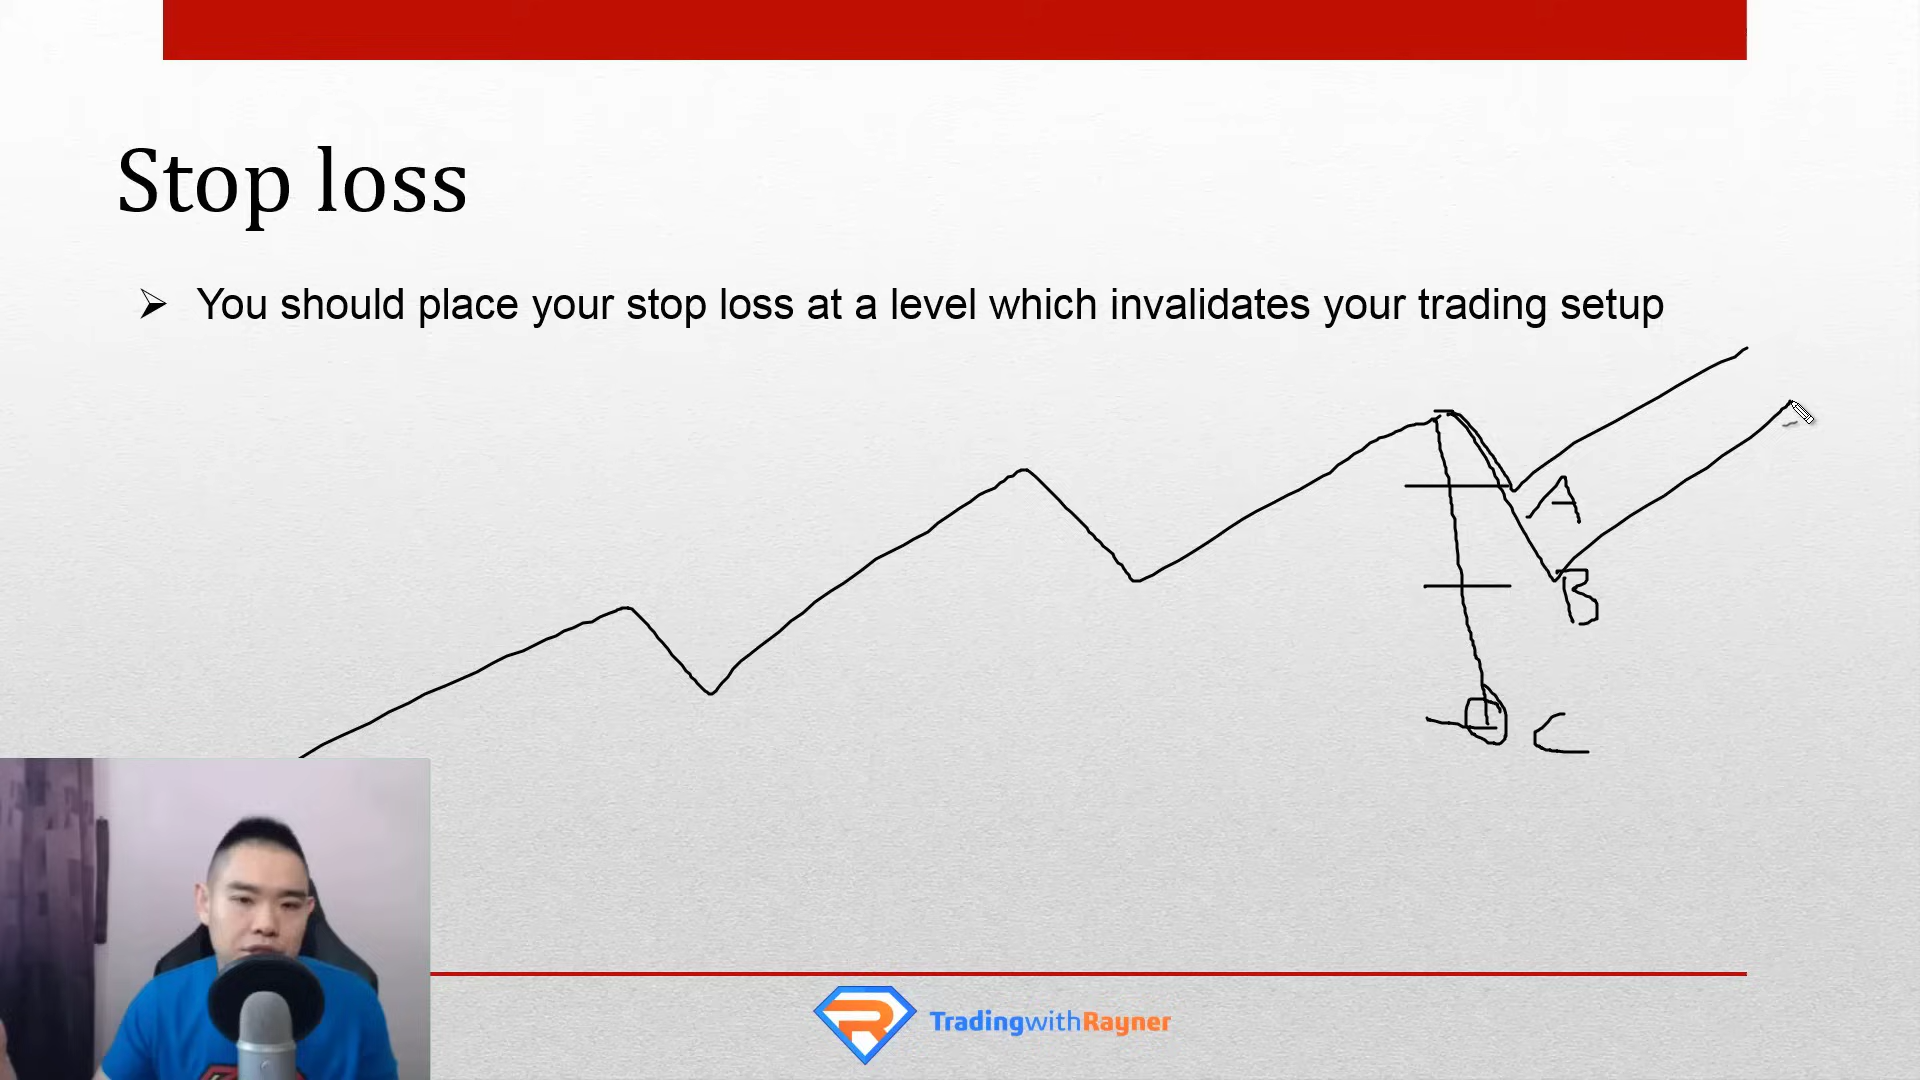 Stop loss
You should place your stop loss at a level which invalidates your trading setup
A
B
C
TradingwithRayner